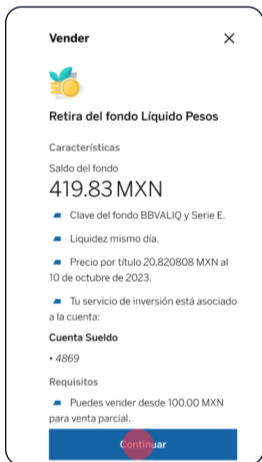 Vender
Retira del fondo Líquido Pesos
Características
Saldo del fondo
419.83 MXN
Clave del fondo BBVALIQ y Serie E.
Liquidez mismo día.
Precio por título 20.820808 MXN al
10 de octubre de 2023.
Tu servicio de inversión está asociado
a la cuenta:
Cuenta Sueldo
• 4869
Requisitos
Puedes vender desde 100.00 MXN
para venta parcial.
Continuar